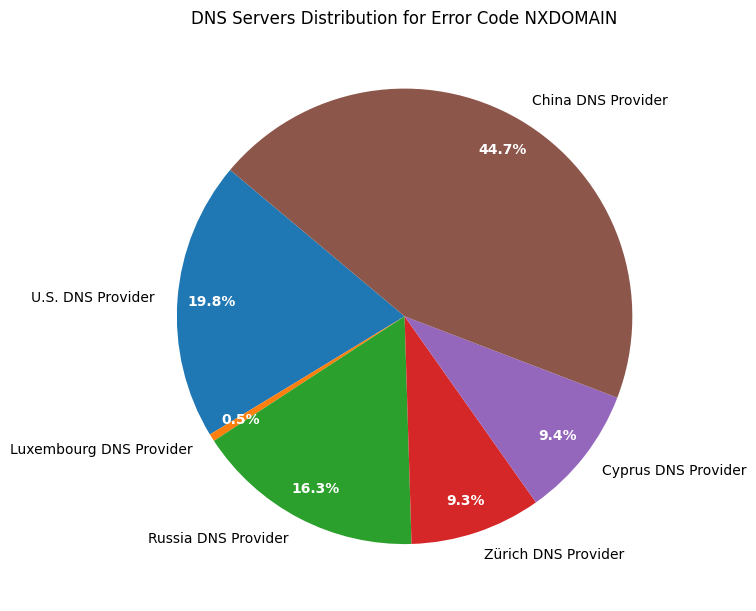 DNS Servers Distribution for Error Code NXDOMAIN
China DNS Provider
44.7%
U.S. DNS Provider
19.8%
Luxembourg DNS Provider
0.5%
Russia DNS Provider
16.3%
Zürich DNS Provider
9.3%
Cyprus DNS Provider
9.4%